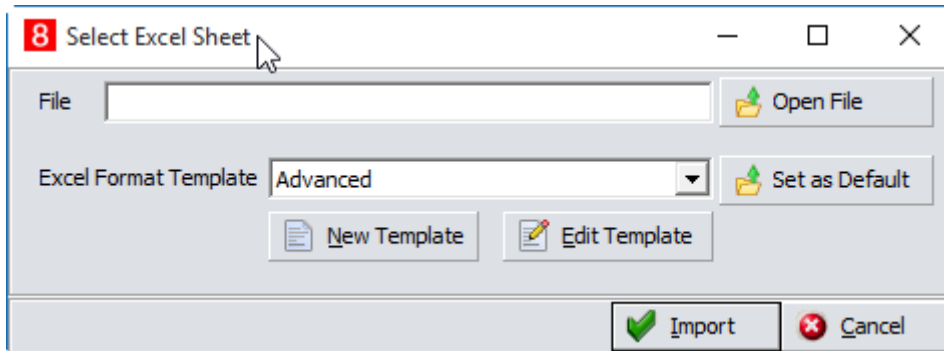 8 Select Excel Sheet
File Open File
Excel Format Template Advanced Set as Default
New Template Edit Template
Import Cancel